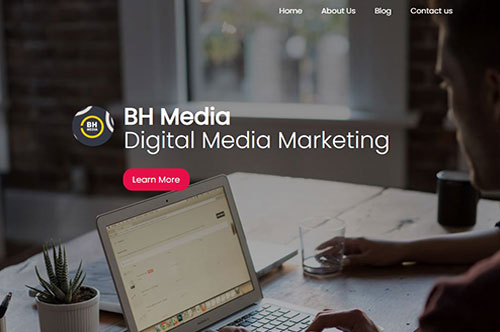 Home About Us Blog Contact us
BH Media
BH
MEDIA
Digital Media Marketing
Learn More